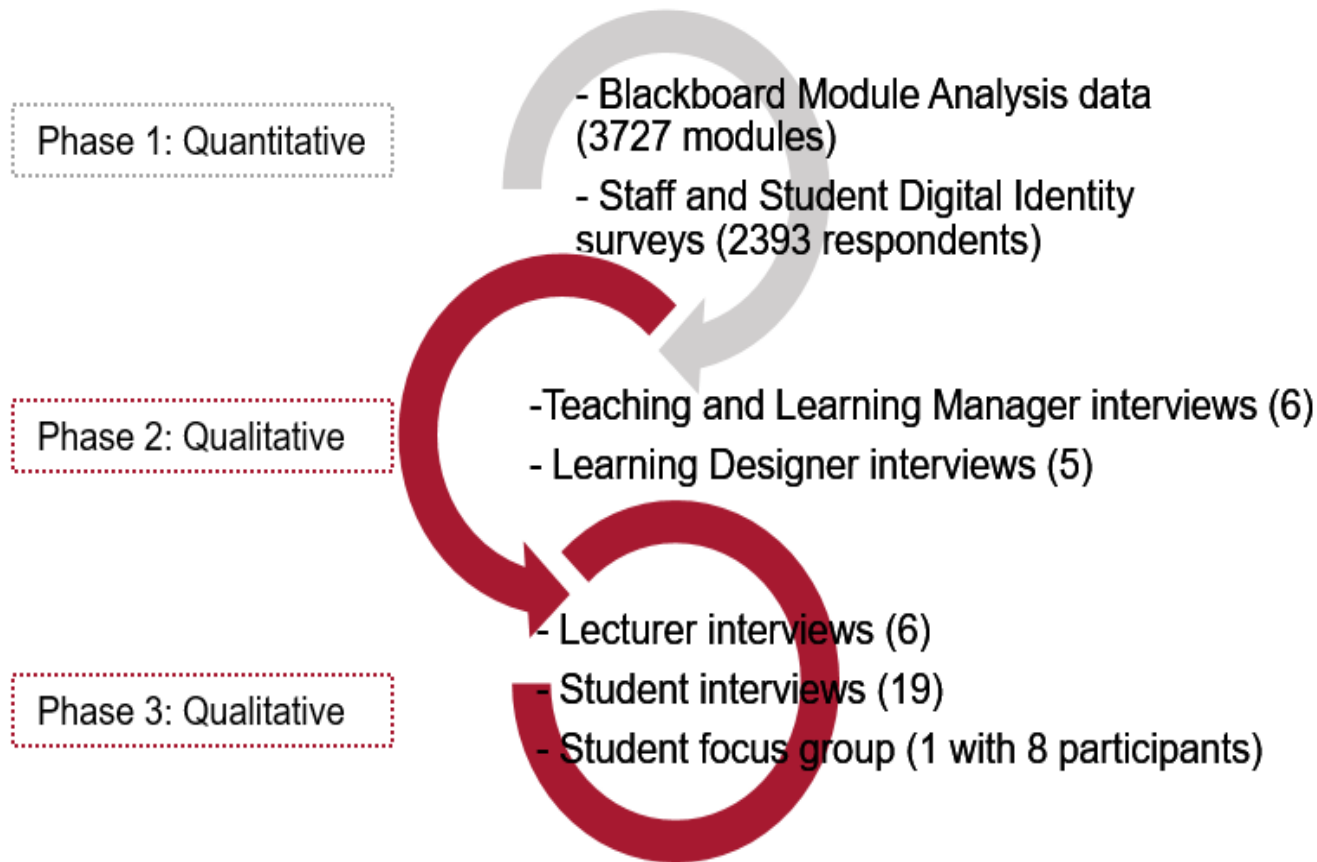 Phase 1: Quantitative
- Blackboard Module Analysis data
(3727 modules)
- Staff and Student Digital Identity
surveys (2393 respondents)
Phase 2: Qualitative
-Teaching and Learning Manager interviews (6)
- Learning Designer interviews (5)
Phase 3: Qualitative
- Lecturer interviews (6)
- Student interviews (19)
- Student focus group (1 with 8 participants)